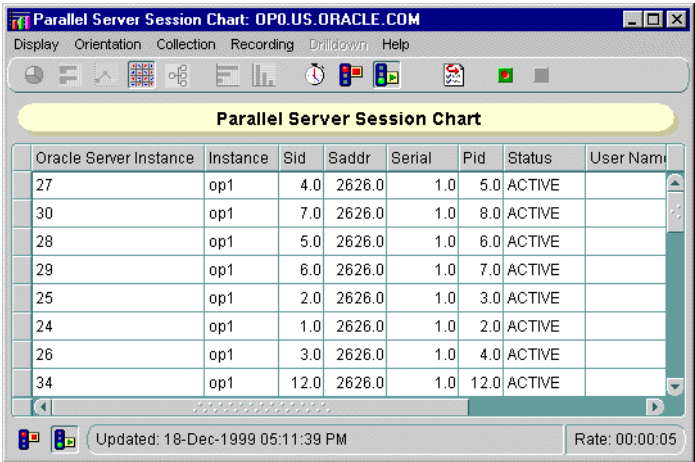 Parallel Server Session Chart: OP0.US.ORACLE.COM
Display Orientation Collection Recording Drilldown Help
Parallel Server Session Chart
Oracle Server Instance Instance Sid Saddr Serial Pid Status User Nam
27 op1 4.0 2626.0 1.0 5.0 ACTIVE
30 op1 7.0 2626.0 1.0 8.0 ACTIVE
28 op1 5.0 2626.0 1.0 6.0 ACTIVE
29 op1 6.0 2626.0 1.0 7.0 ACTIVE
25 op1 2.0 2626.0 1.0 3.0 ACTIVE
24 op1 1.0 2626.0 1.0 2.0 ACTIVE
26 op1 3.0 2626.0 1.0 4.0 ACTIVE
34 op1 12.0 2626.0 1.0 12.0 ACTIVE
Updated: 18-Dec-1999 05:11:39 PM Rate: 00:00:05